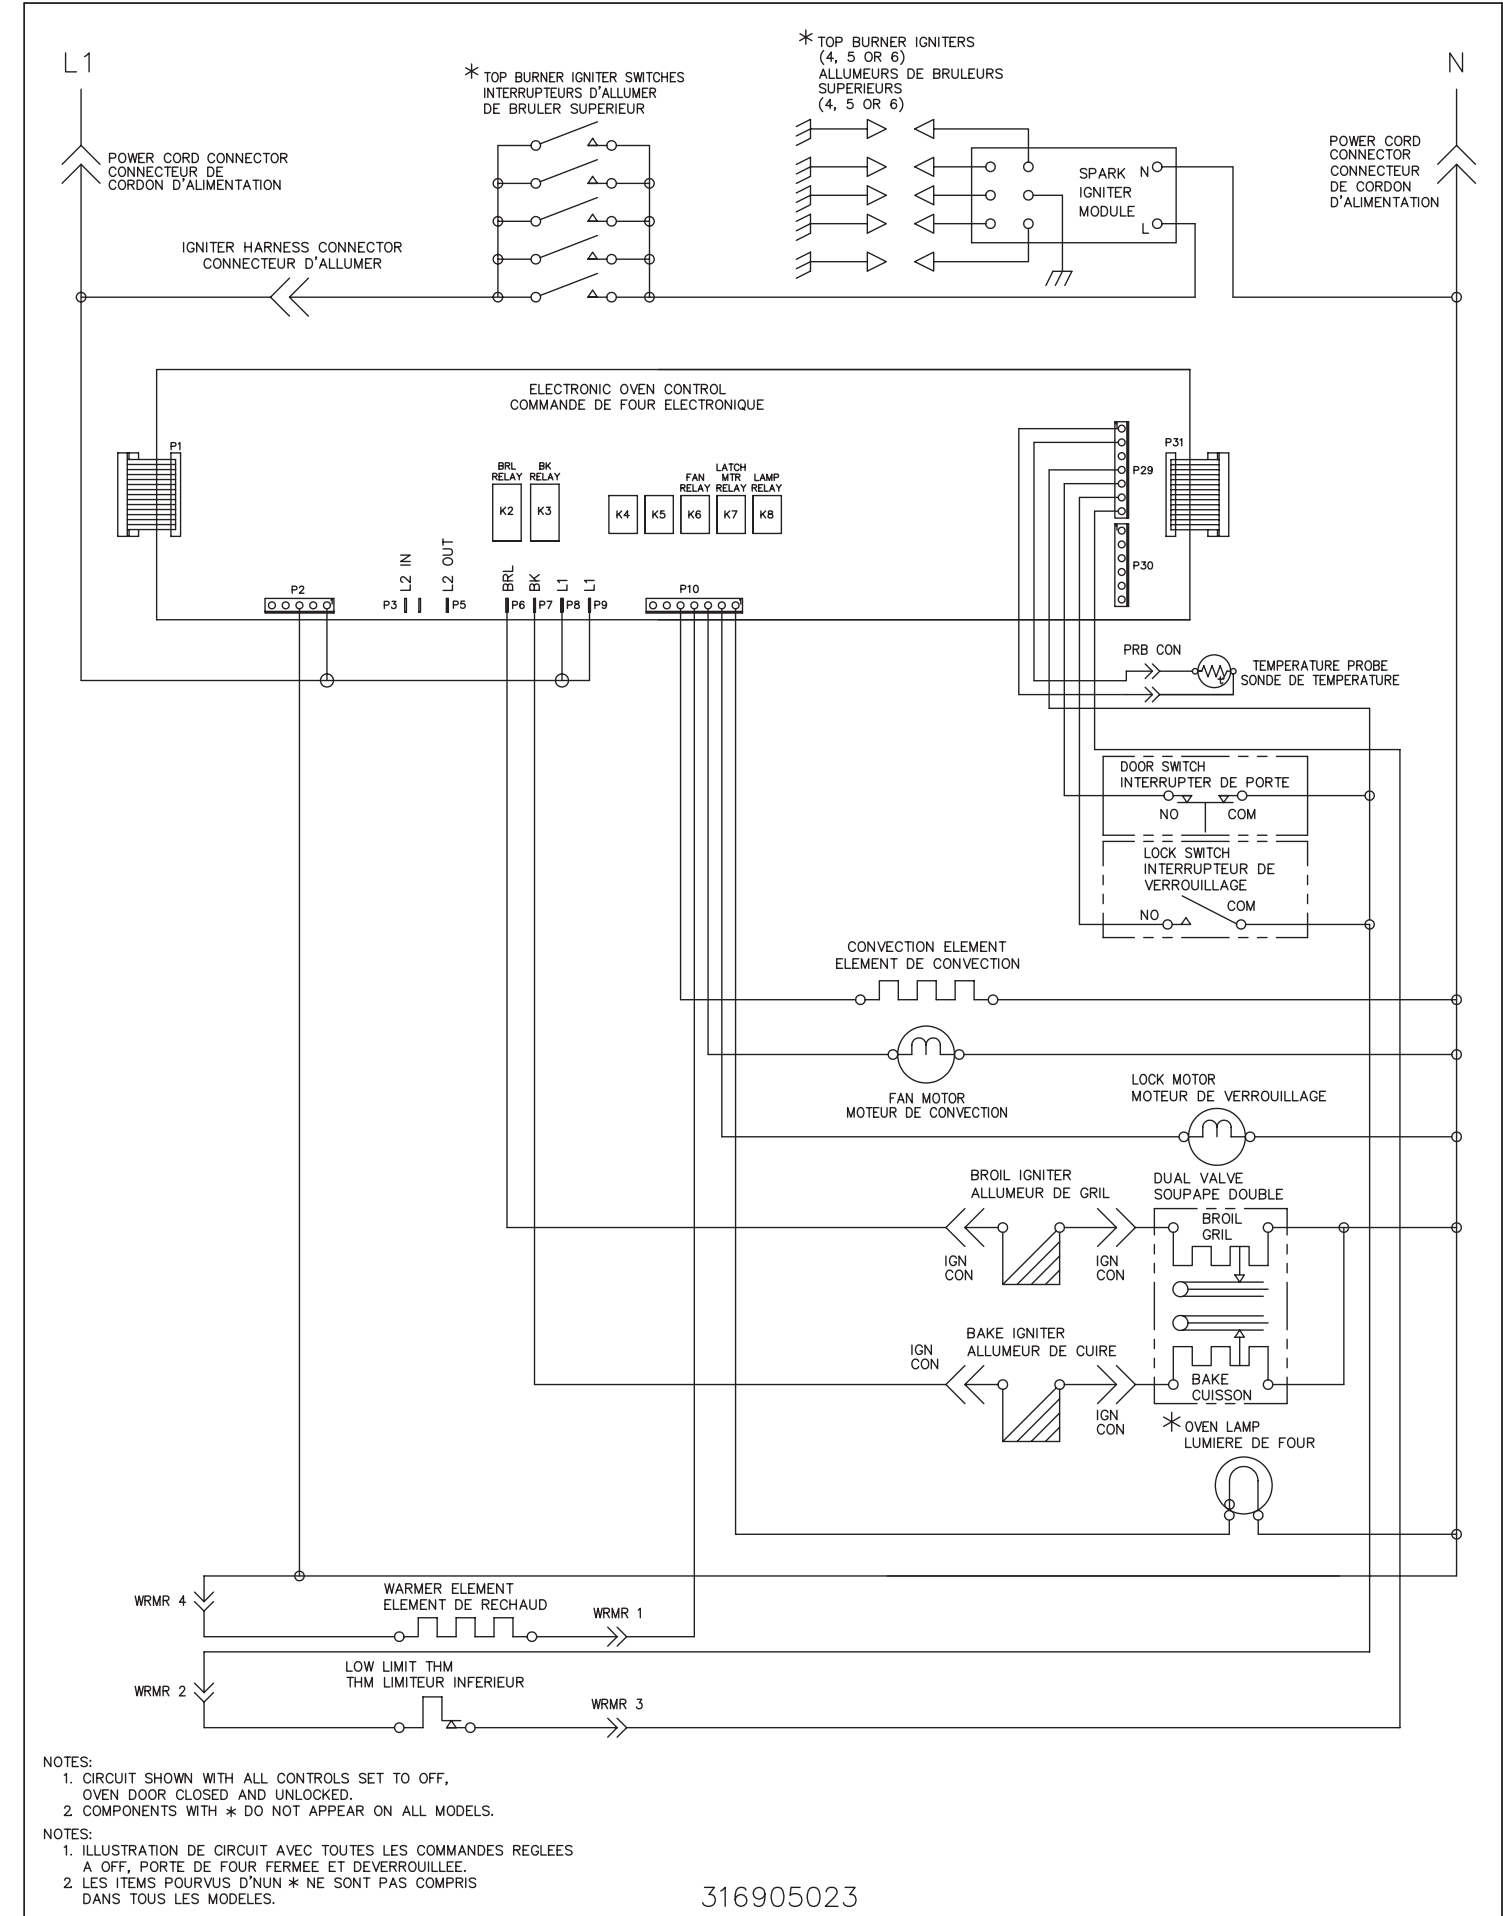 L1
N
* TOP BURNER IGNITER SWITCHES
INTERRUPTEURS D'ALLUMER
DE BRULER SUPERIEUR
* TOP BURNER IGNITERS
(4, 5 OR 6)
ALLUMEURS DE BRULEURS
SUPERIEURS
(4, 5 OR 6)
POWER CORD CONNECTOR
CONNECTEUR DE
CORDON D'ALIMENTATION
POWER CORD
CONNECTOR
CONNECTEUR
DE CORDON
D'ALIMENTATION
SPARK
IGNITER
MODULE
N
L
IGNITER HARNESS CONNECTOR
CONNECTEUR D'ALLUMER
ELECTRONIC OVEN CONTROL
COMMANDE DE FOUR ELECTRONIQUE
P1
BRL
RELAY
K2
BK
RELAY
K3
K4
K5
FAN
RELAY
K6
LATCH
MTR
RELAY
K7
LAMP
RELAY
K8
P29
P31
P30
P2
P3
L2 IN
L2 OUT
P5
BRL
P6
BK
P7
L1
P8
L1
P9
P10
PRB CON
TEMPERATURE PROBE
SONDE DE TEMPERATURE
DOOR SWITCH
INTERRUPTER DE PORTE
NO
COM
LOCK SWITCH
INTERRUPTEUR DE
VERROUILLAGE
NO
COM
CONVECTION ELEMENT
ELEMENT DE CONVECTION
FAN MOTOR
MOTEUR DE CONVECTION
LOCK MOTOR
MOTEUR DE VERROUILLAGE
BROIL IGNITER
ALLUMEUR DE GRIL
IGN
CON
IGN
CON
DUAL VALVE
SOUPAPE DOUBLE
BROIL
GRIL
BAKE IGNITER
ALLUMEUR DE CUIRE
IGN
CON
IGN
CON
BAKE
CUISSON
* OVEN LAMP
LUMIERE DE FOUR
WRMR 4
WARMER ELEMENT
ELEMENT DE RECHAUD
WRMR 1
WRMR 2
LOW LIMIT THM
THM LIMITEUR INFERIEUR
WRMR 3
NOTES:
1. CIRCUIT SHOWN WITH ALL CONTROLS SET TO OFF,
OVEN DOOR CLOSED AND UNLOCKED.
2 COMPONENTS WITH * DO NOT APPEAR ON ALL MODELS.
NOTES:
1. ILLUSTRATION DE CIRCUIT AVEC TOUTES LES COMMANDES REGLEES
A OFF, PORTE DE FOUR FERMEE ET DEVERROUILLEE.
2 LES ITEMS POURVUS D'NUN * NE SONT PAS COMPRIS
DANS TOUS LES MODELES.
316905023